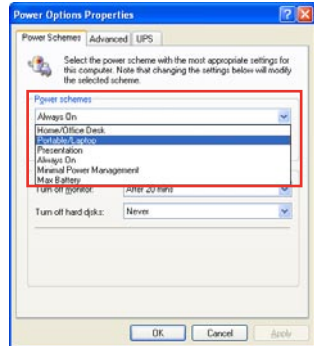 Power Options Properties
Power Schemes Advanced UPS
Select the power scheme with the most appropriate settings for
this computer. Note that changing the settings below will modify
the selected scheme.
Power schemes
Always On
Home/Office Desk
Portable/Laptop
Presentation
Always On
Minimal Power Management
Max Battery
Turn off monitor: After 20 mins
Turn off hard disks: Never
OK Cancel Apply